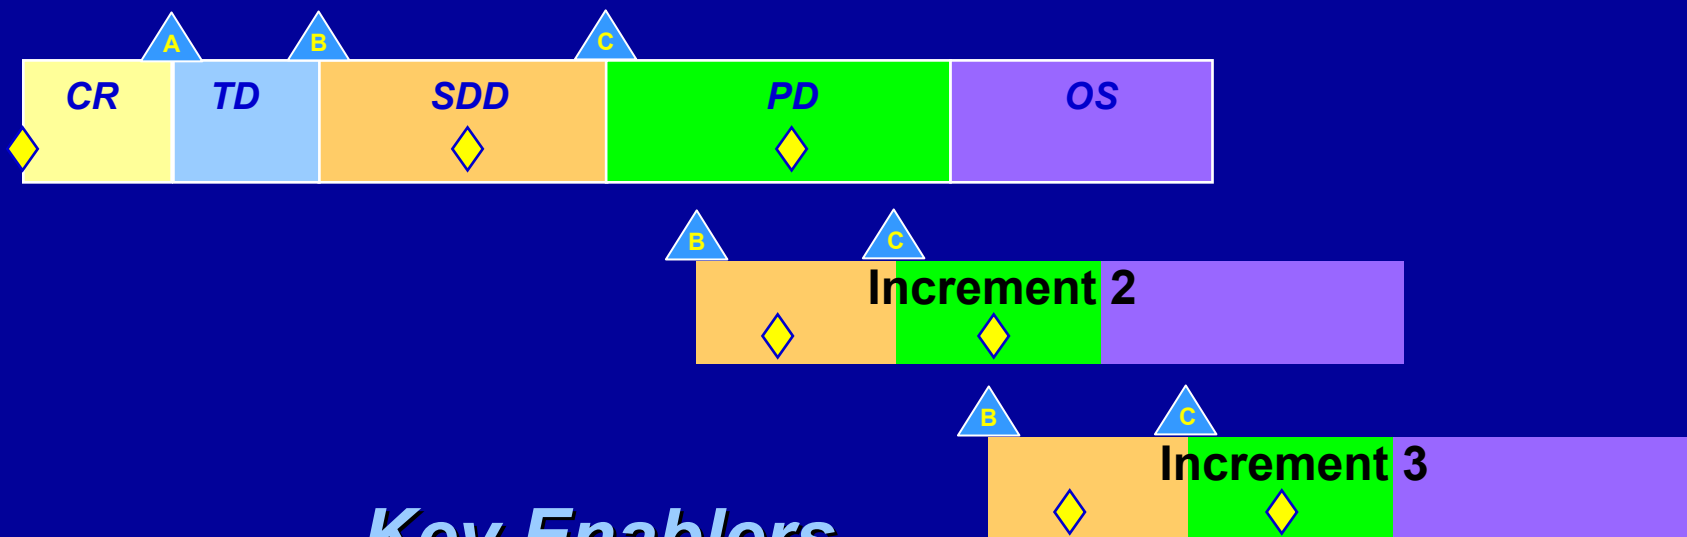 A B C
CR TD SDD PD OS
B C
Increment 2
B C
Increment 3
Key Enablers